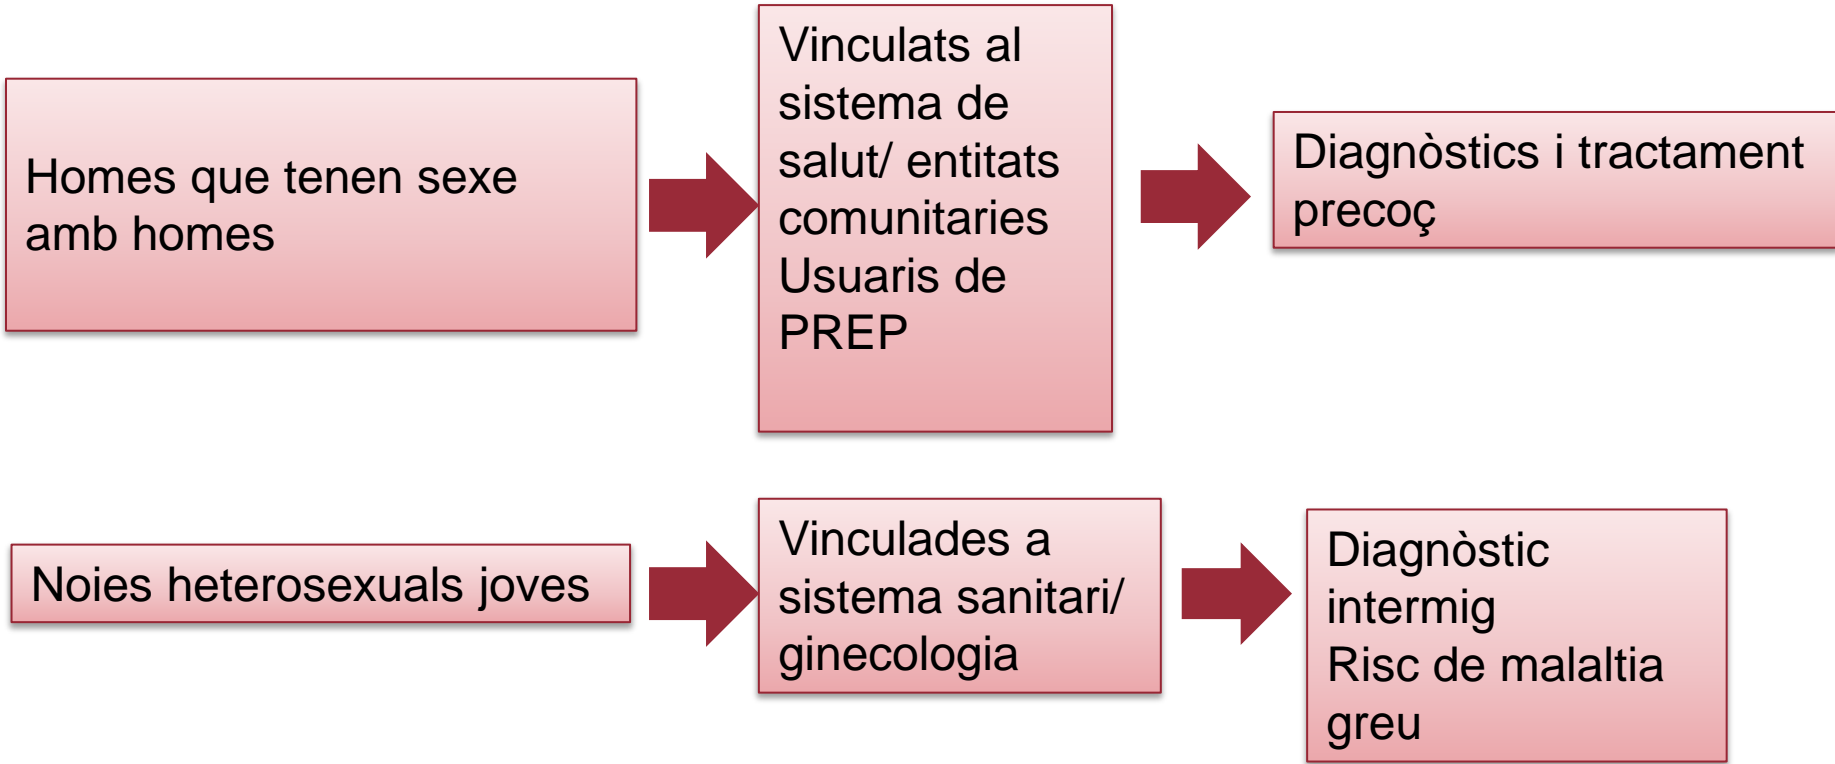 Homes que tenen sexe
amb homes
Vinculats al
sistema de
salut/ entitats
comunitaries
Usuaris de
PREP
Diagnòstics i tractament
precoç
Noies heterosexuals joves
Vinculades a
sistema sanitari/
ginecologia
Diagnòstic
intermig
Risc de malaltia
greu